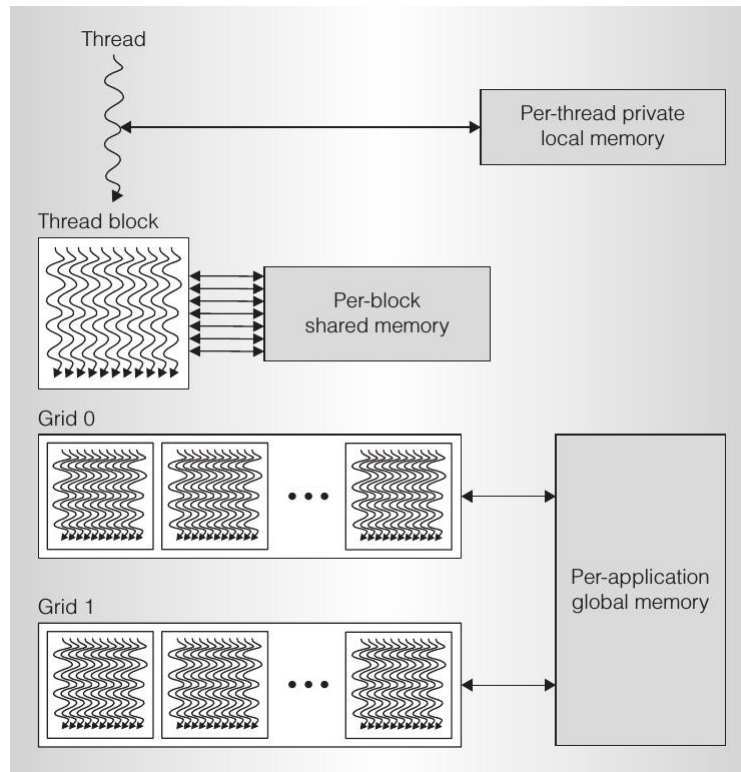 Thread
Per-thread private
local memory
Thread block
Per-block
shared memory
Grid 0
Per-application
global memory
Grid 1